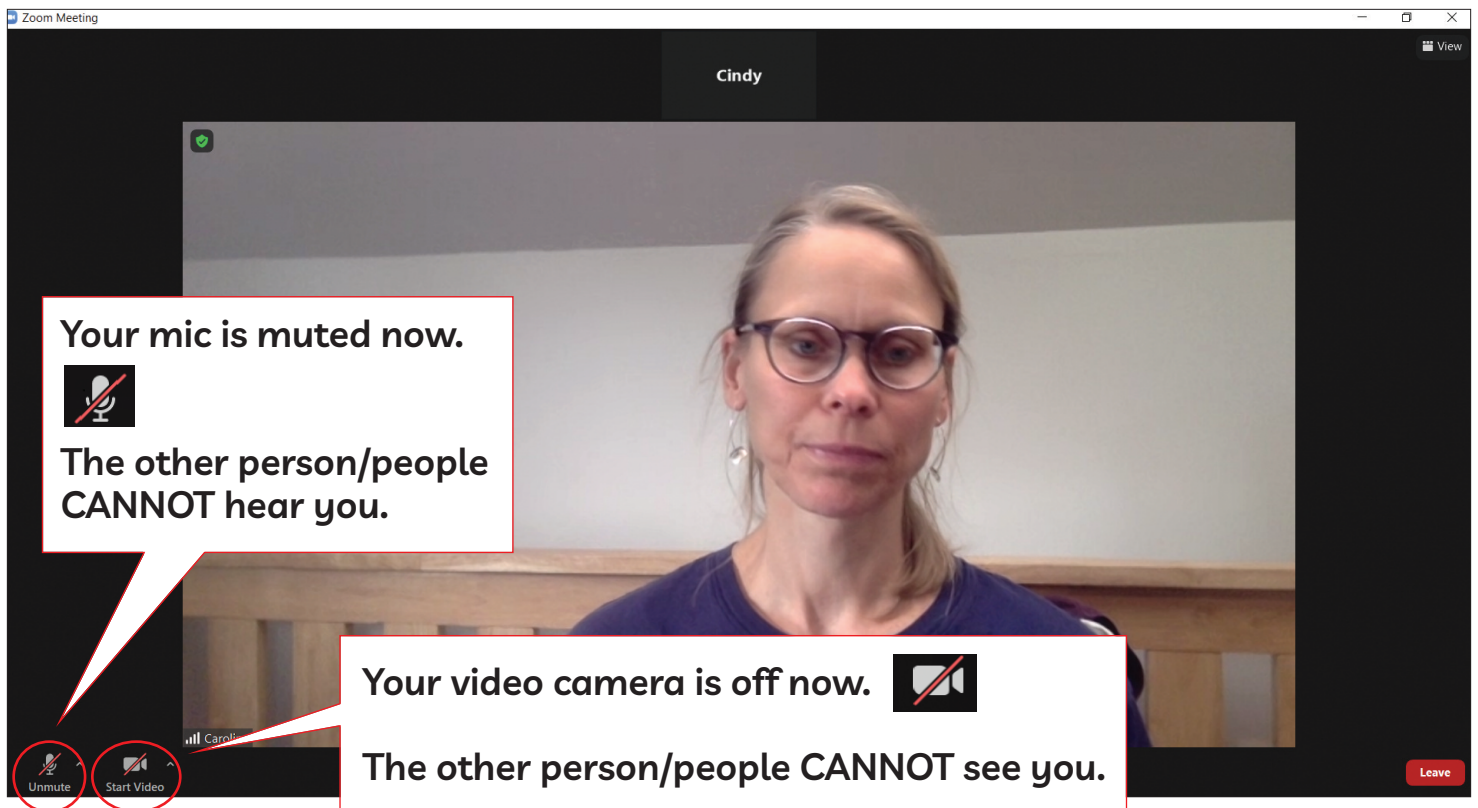 Zoom Meeting
View
Cindy
Your mic is muted now.
The other person/people
CANNOT hear you.
Your video camera is off now.
The other person/people CANNOT see you.
Unmute
Start Video
Leave